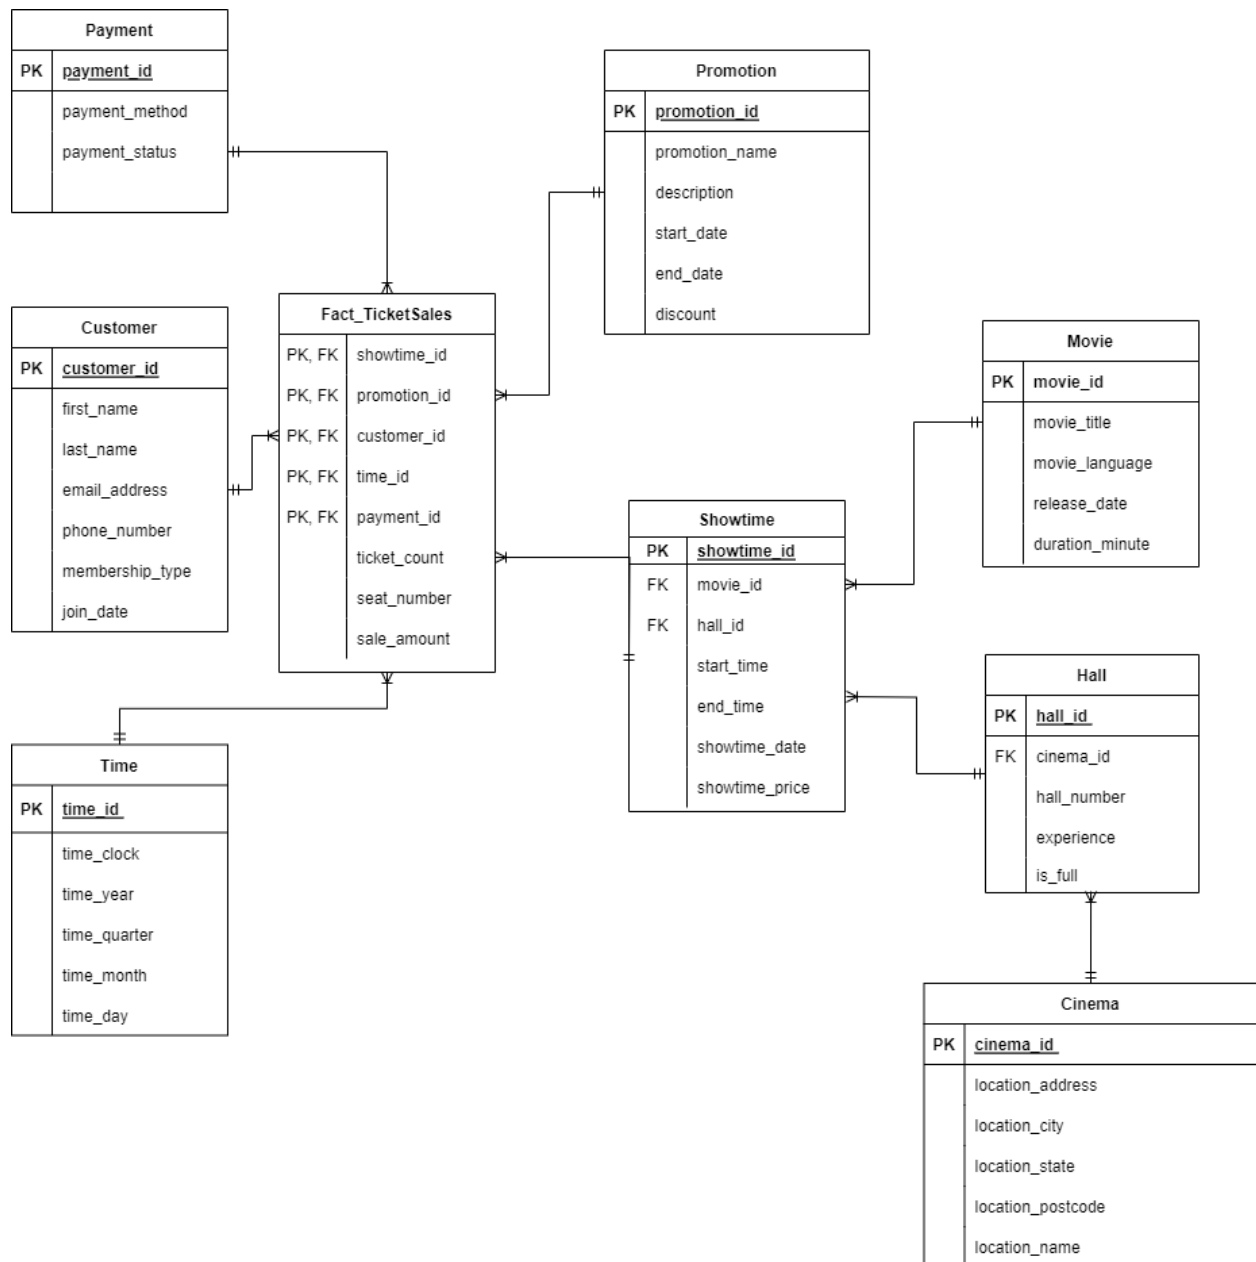 Payment
PK payment_id
payment_method
payment_status
Promotion
PK promotion_id
promotion_name
description
start_date
end_date
discount
Customer
PK customer_id
first_name
last_name
email_address
phone_number
membership_type
join_date
Fact_TicketSales
PK, FK showtime_id
PK, FK promotion_id
PK, FK customer_id
PK, FK time_id
PK, FK payment_id
ticket_count
seat_number
sale_amount
Movie
PK movie_id
movie_title
movie_language
release_date
duration_minute
Showtime
PK showtime_id
FK movie_id
FK hall_id
start_time
end_time
showtime_date
showtime_price
Hall
PK hall_id
FK cinema_id
hall_number
experience
is_full
Time
PK time_id
time_clock
time_year
time_quarter
time_month
time_day
Cinema
PK cinema_id
location_address
location_city
location_state
location_postcode
location_name